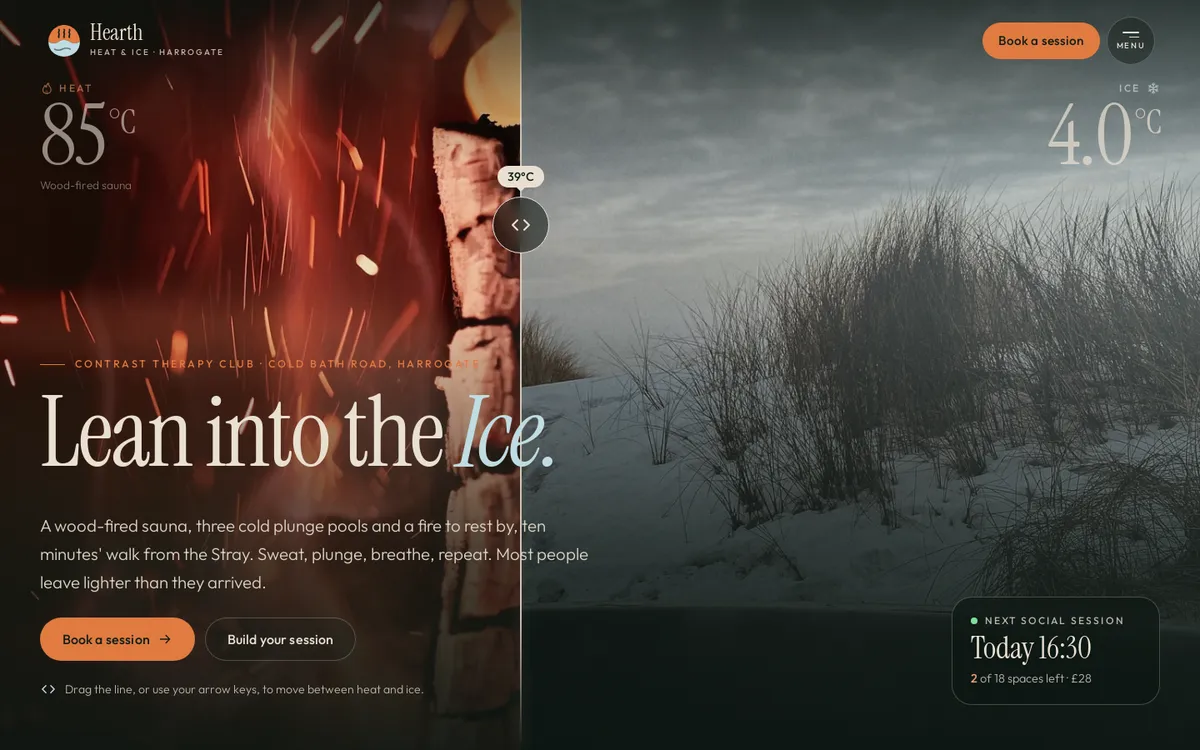 Hearth
HEAT & ICE · HARROGATE
Book a session
MENU
HEAT
85°C
Wood-fired sauna
ICE
4.0°C
39°C
CONTRAST THERAPY CLUB · COLD BATH ROAD, HARROGATE
Lean into the Ice.
A wood-fired sauna, three cold plunge pools and a fire to rest by, ten
minutes' walk from the Stray. Sweat, plunge, breathe, repeat. Most people
leave lighter than they arrived.
Book a session →
Build your session
Drag the line, or use your arrow keys, to move between heat and ice.
NEXT SOCIAL SESSION
Today 16:30
2 of 18 spaces left · £28